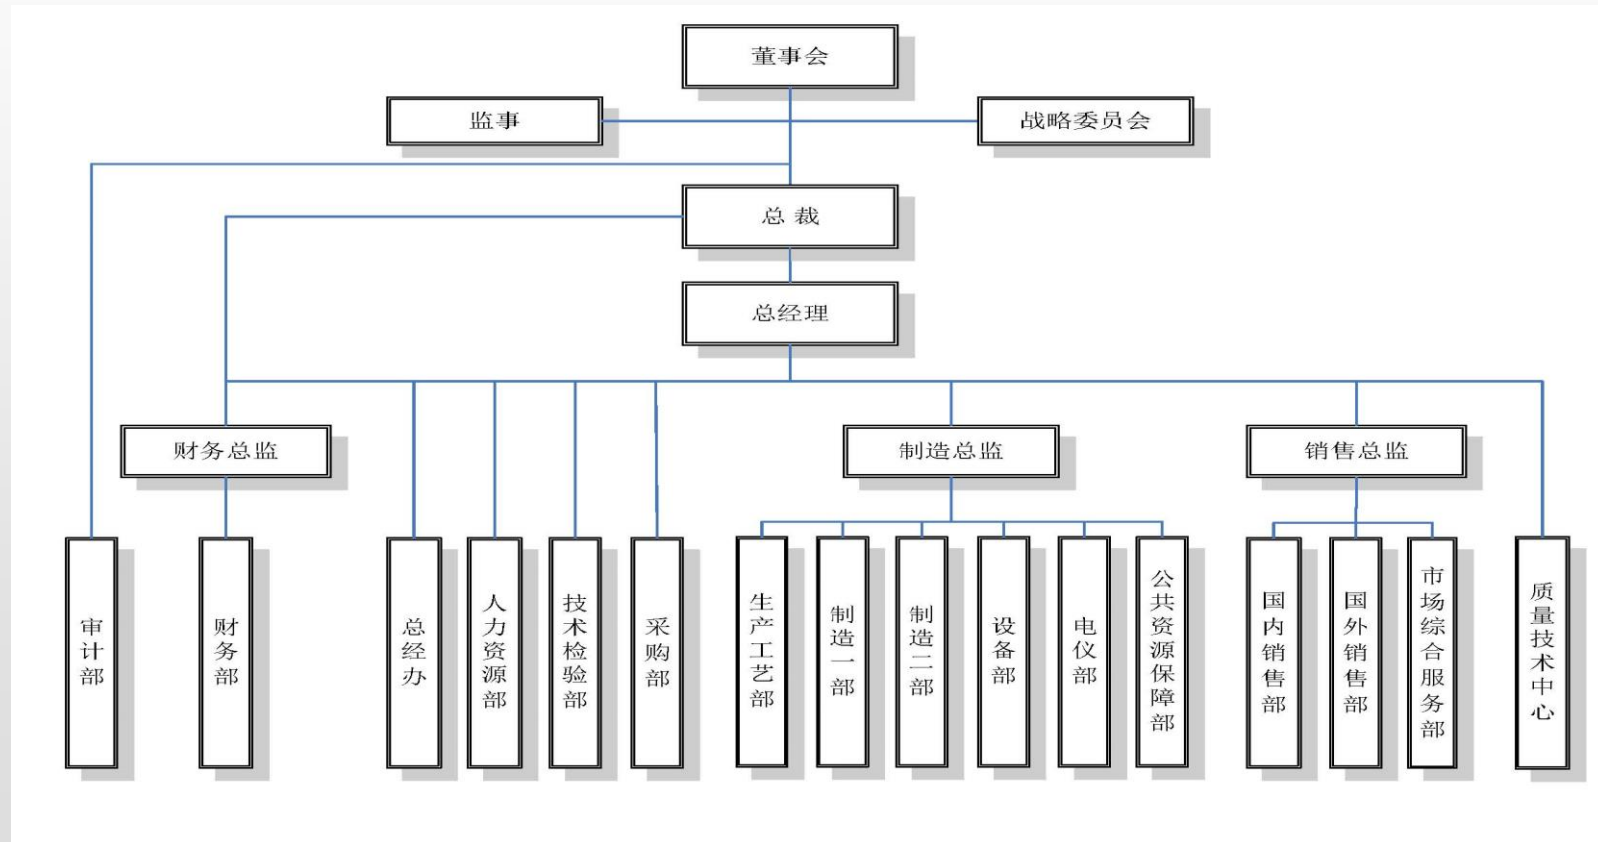 董事会
监事
战略委员会
总 裁
总经理
财务总监
制造总监
销售总监
审计部
财务部
总经办
人力资源部
技术检验部
采购部
生产工艺部
制造一部
制造二部
设备部
电仪部
公共资源保障部
国内销售部
国外销售部
市场综合服务部
质量技术中心